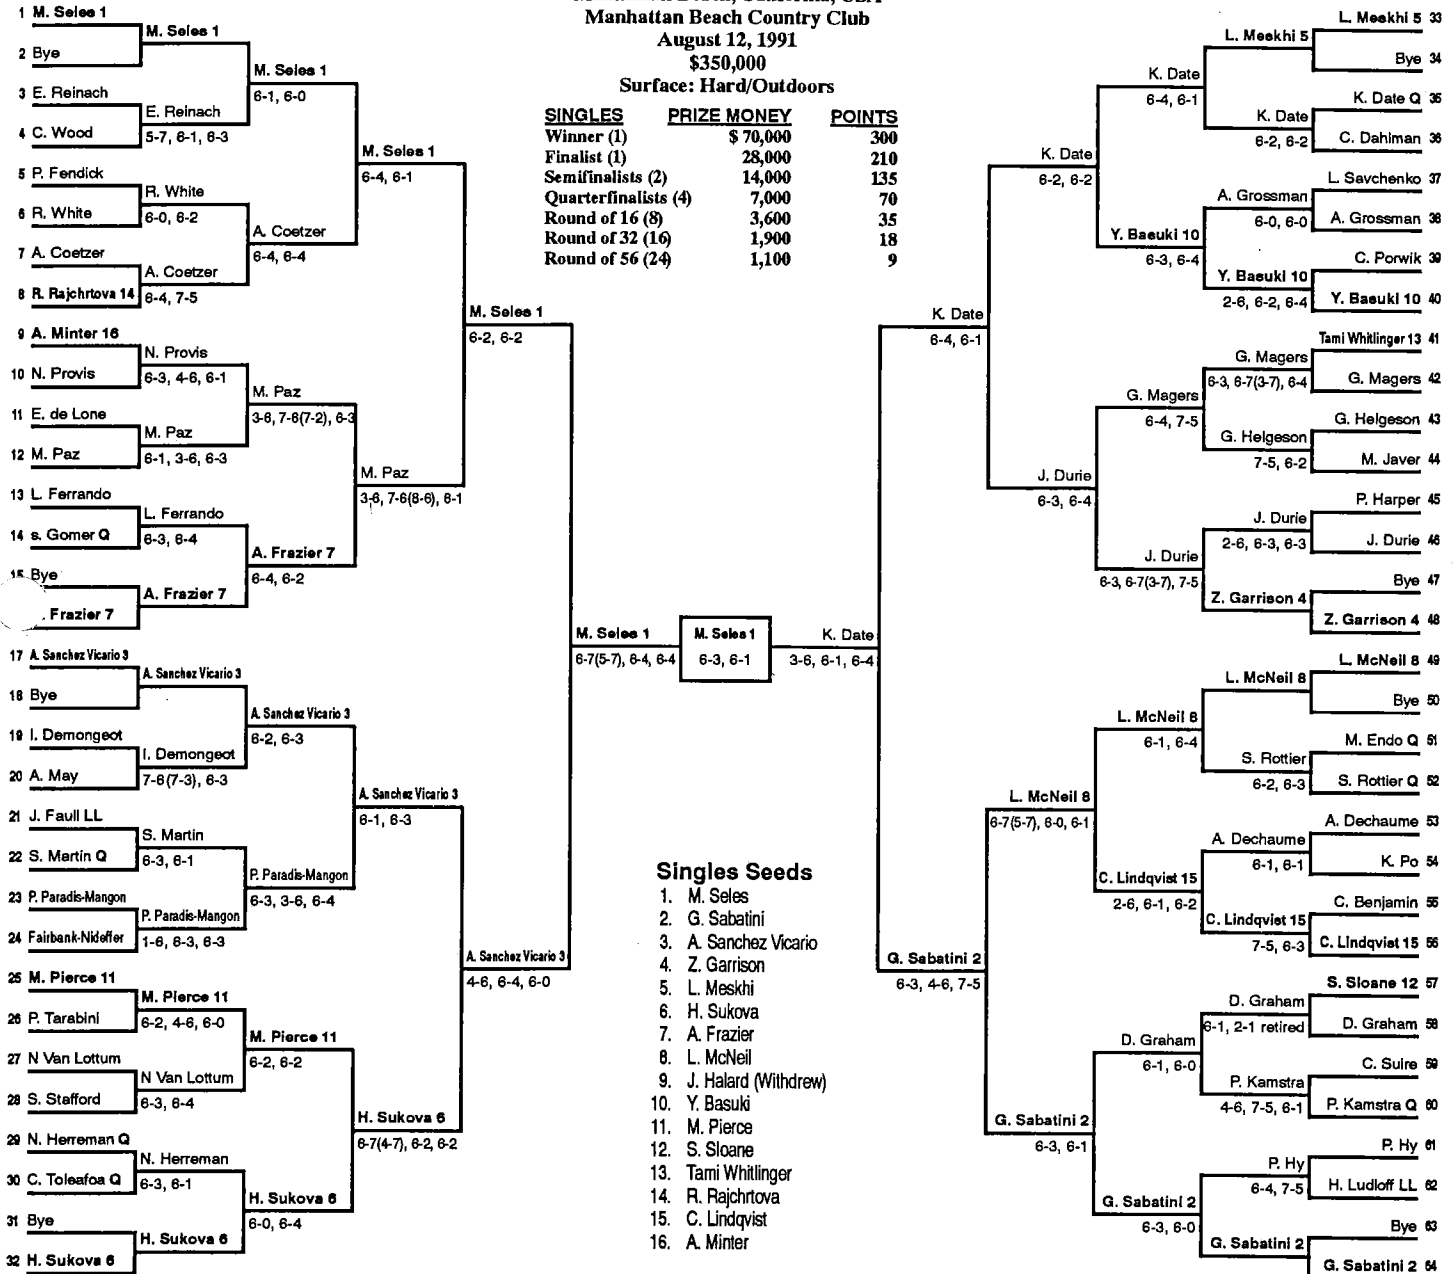 Manhattan Beach Country Club
August 12, 1991
$350,000
Surface: Hard/Outdoors
SINGLES PRIZE MONEY POINTS
Winner (1) $ 70,000 300
Finalist (1) 28,000 210
Semifinalists (2) 14,000 135
Quarterfinalists (4) 7,000 70
Round of 16 (8) 3,600 35
Round of 32 (16) 1,900 18
Round of 56 (24) 1,100 9
1 M. Seles 1
2 Bye
3 E. Reinach
4 C. Wood
5 P. Fendick
6 R. White
7 A. Coetzer
8 R. Rajchrtova 14
9 A. Minter 16
10 N. Provis
11 E. de Lone
12 M. Paz
13 L. Ferrando
14 s. Gomer Q
15 Bye
. Frazier 7
17 A. Sanchez Vicario 3
18 Bye
19 I. Demongeot
20 A. May
21 J. Faull LL
22 S. Martin Q
23 P. Paradis-Mangon
24 Fairbank-Nideffer
25 M. Pierce 11
26 P. Tarabini
27 N Van Lottum
28 S. Stafford
29 N. Herreman Q
30 C. Toleafoa Q
31 Bye
32 H. Sukova 6
M. Seles 1
E. Reinach
5-7, 6-1, 6-3
R. White
6-0, 6-2
A. Coetzer
6-4, 7-5
N. Provis
6-3, 4-6, 6-1
M. Paz
6-1, 3-6, 6-3
L. Ferrando
6-3, 6-4
A. Frazier 7
A. Sanchez Vicario 3
I. Demongeot
7-6(7-3), 6-3
S. Martin
6-3, 6-1
P. Paradis-Mangon
1-6, 6-3, 6-3
M. Pierce 11
6-2, 4-6, 6-0
N Van Lottum
6-3, 6-4
N. Herreman
6-3, 6-1
H. Sukova 6
M. Seles 1
6-1, 6-0
A. Coetzer
6-4, 6-4
M. Paz
3-6, 7-6(7-2), 6-3
A. Frazier 7
6-4, 6-2
A. Sanchez Vicario 3
6-2, 6-3
P. Paradis-Mangon
6-3, 3-6, 6-4
M. Pierce 11
6-2, 6-2
H. Sukova 6
6-0, 6-4
M. Seles 1
6-4, 6-1
M. Paz
3-6, 7-6(8-6), 6-1
A. Sanchez Vicario 3
6-1, 6-3
H. Sukova 6
6-7(4-7), 6-2, 6-2
M. Seles 1
6-2, 6-2
A. Sanchez Vicario 3
4-6, 6-4, 6-0
M. Seles 1
6-7(5-7), 6-4, 6-4
M. Seles 1
6-3, 6-1
K. Date
3-6, 6-1, 6-4
K. Date
6-4, 6-1
G. Sabatini 2
6-3, 4-6, 7-5
K. Date
6-2, 6-2
J. Durie
6-3, 6-4
L. McNeil 8
6-7(5-7), 6-0, 6-1
G. Sabatini 2
6-3, 6-1
K. Date
6-4, 6-1
Y. Basuki 10
6-3, 6-4
G. Magers
6-4, 7-5
J. Durie
6-3, 6-7(3-7), 7-5
L. McNeil 8
6-1, 6-4
C. Lindqvist 15
2-6, 6-1, 6-2
D. Graham
6-1, 6-0
G. Sabatini 2
6-3, 6-0
L. Meskhi 5
K. Date
6-2, 6-2
A. Grossman
6-0, 6-0
Y. Basuki 10
2-6, 6-2, 6-4
G. Magers
6-3, 6-7(3-7), 6-4
G. Helgeson
7-5, 6-2
J. Durie
2-6, 6-3, 6-3
Z. Garrison 4
L. McNeil 8
S. Rottier
6-2, 6-3
A. Dechaume
6-1, 6-1
C. Lindqvist 15
7-5, 6-3
D. Graham
6-1, 2-1 retired
P. Kamstra
4-6, 7-5, 6-1
P. Hy
6-4, 7-5
G. Sabatini 2
L. Meskhi 5 33
Bye 34
K. Date Q 35
C. Dahlman 36
L. Savchenko 37
A. Grossman 38
C. Porwik 39
Y. Basuki 10 40
Tami Whitlinger 13 41
G. Magers 42
G. Helgeson 43
M. Javer 44
P. Harper 45
J. Durie 46
Bye 47
Z. Garrison 4 48
L. McNeil 8 49
Bye 50
M. Endo Q 51
S. Rottier Q 52
A. Dechaume 53
K. Po 54
C. Benjamin 55
C. Lindqvist 15 56
S. Sloane 12 57
D. Graham 58
C. Suire 59
P. Kamstra Q 60
P. Hy 61
H. Ludloff LL 62
Bye 63
G. Sabatini 2 64
Singles Seeds
1. M. Seles
2. G. Sabatini
3. A. Sanchez Vicario
4. Z. Garrison
5. L. Meskhi
6. H. Sukova
7. A. Frazier
8. L. McNeil
9. J. Halard (Withdrew)
10. Y. Basuki
11. M. Pierce
12. S. Sloane
13. Tami Whitlinger
14. R. Rajchrtova
15. C. Lindqvist
16. A. Minter